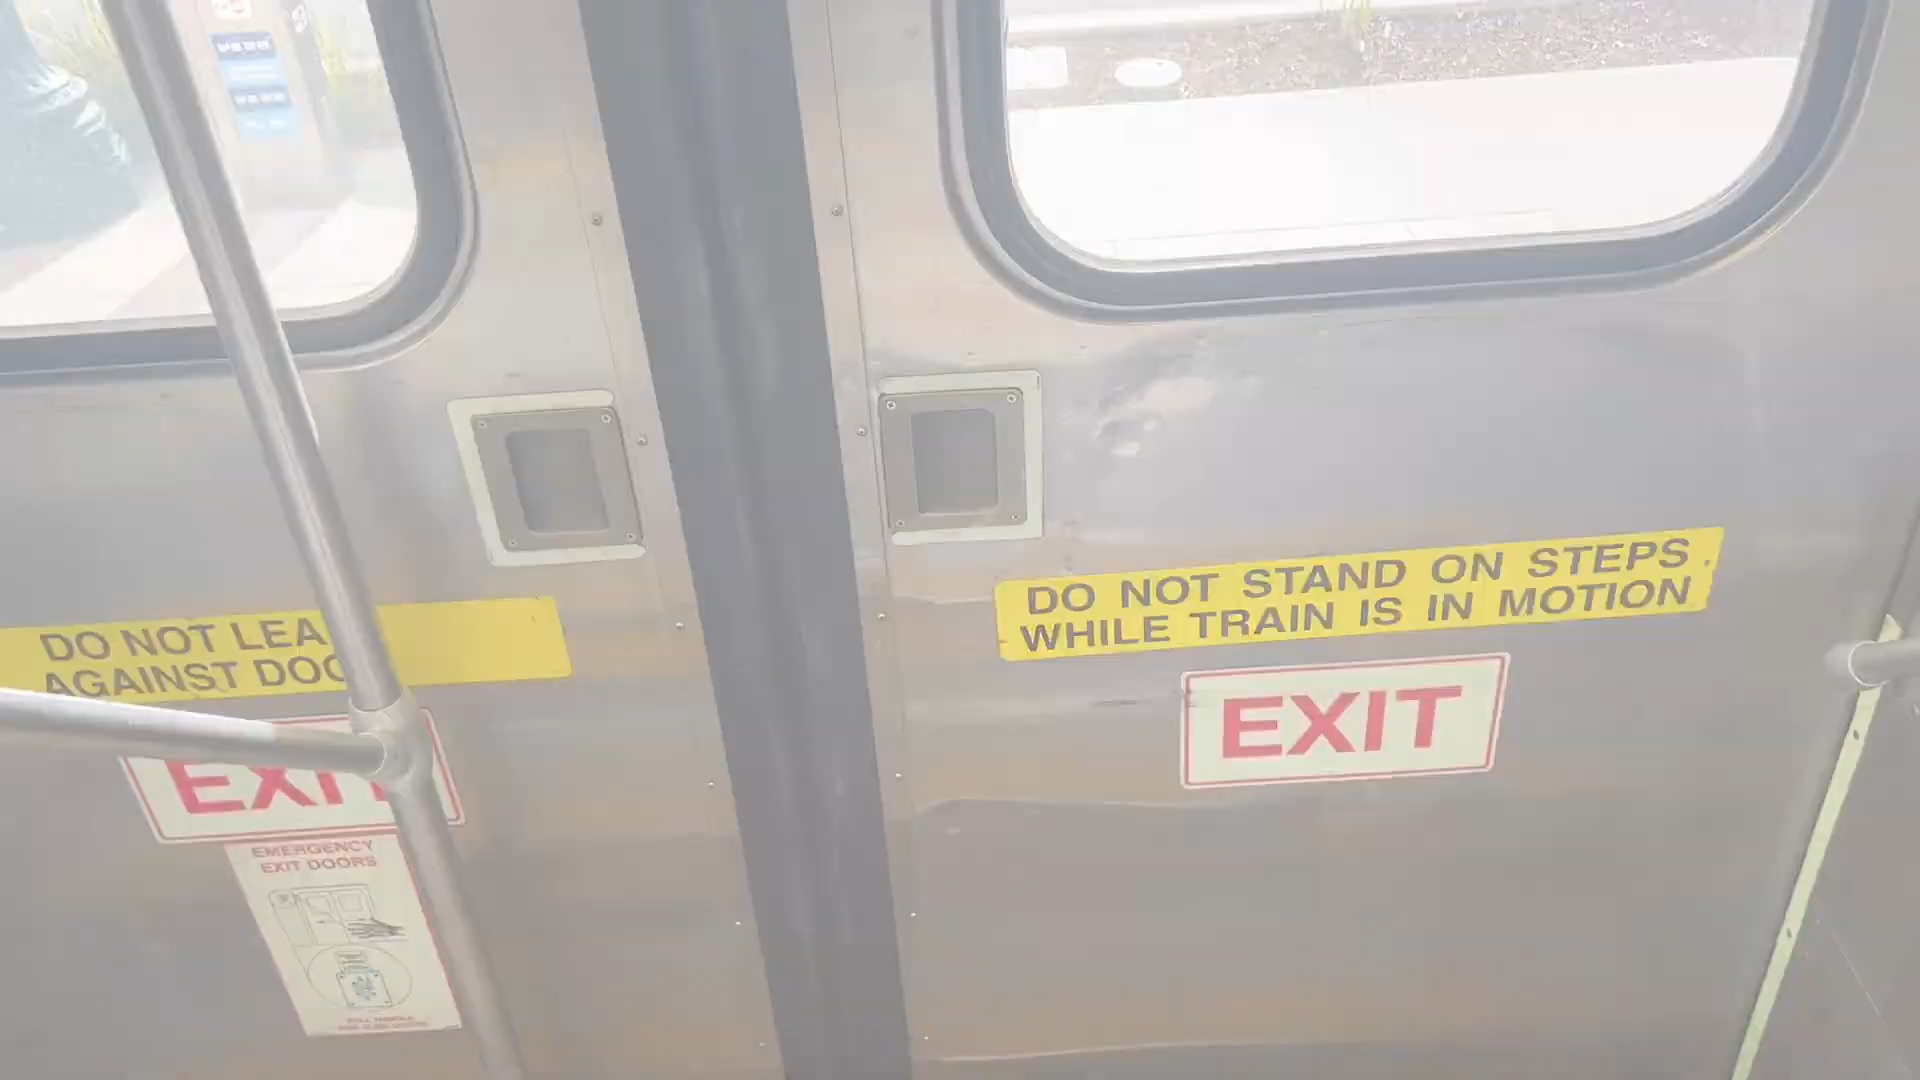 DO NOT LEA
AGAINST DOO
EXIT
EMERGENCY
EXIT DOORS
DO NOT STAND ON STEPS
WHILE TRAIN IS IN MOTION
EXIT